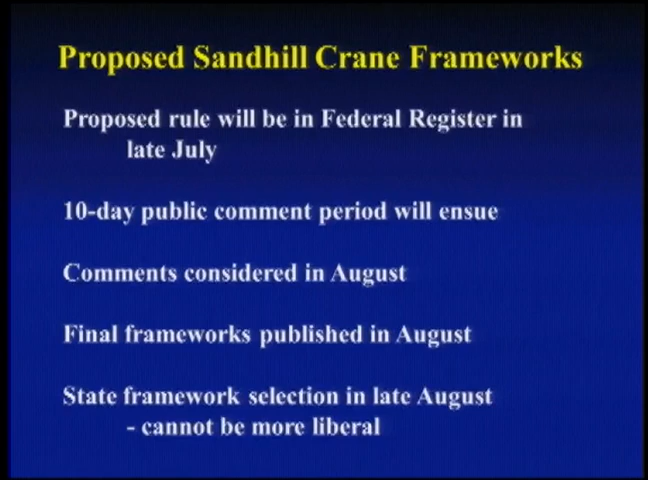 Proposed Sandhill Crane Frameworks
Proposed rule will be in Federal Register in
late July
10-day public comment period will ensue
Comments considered in August
Final frameworks published in August
State framework selection in late August
- cannot be more liberal